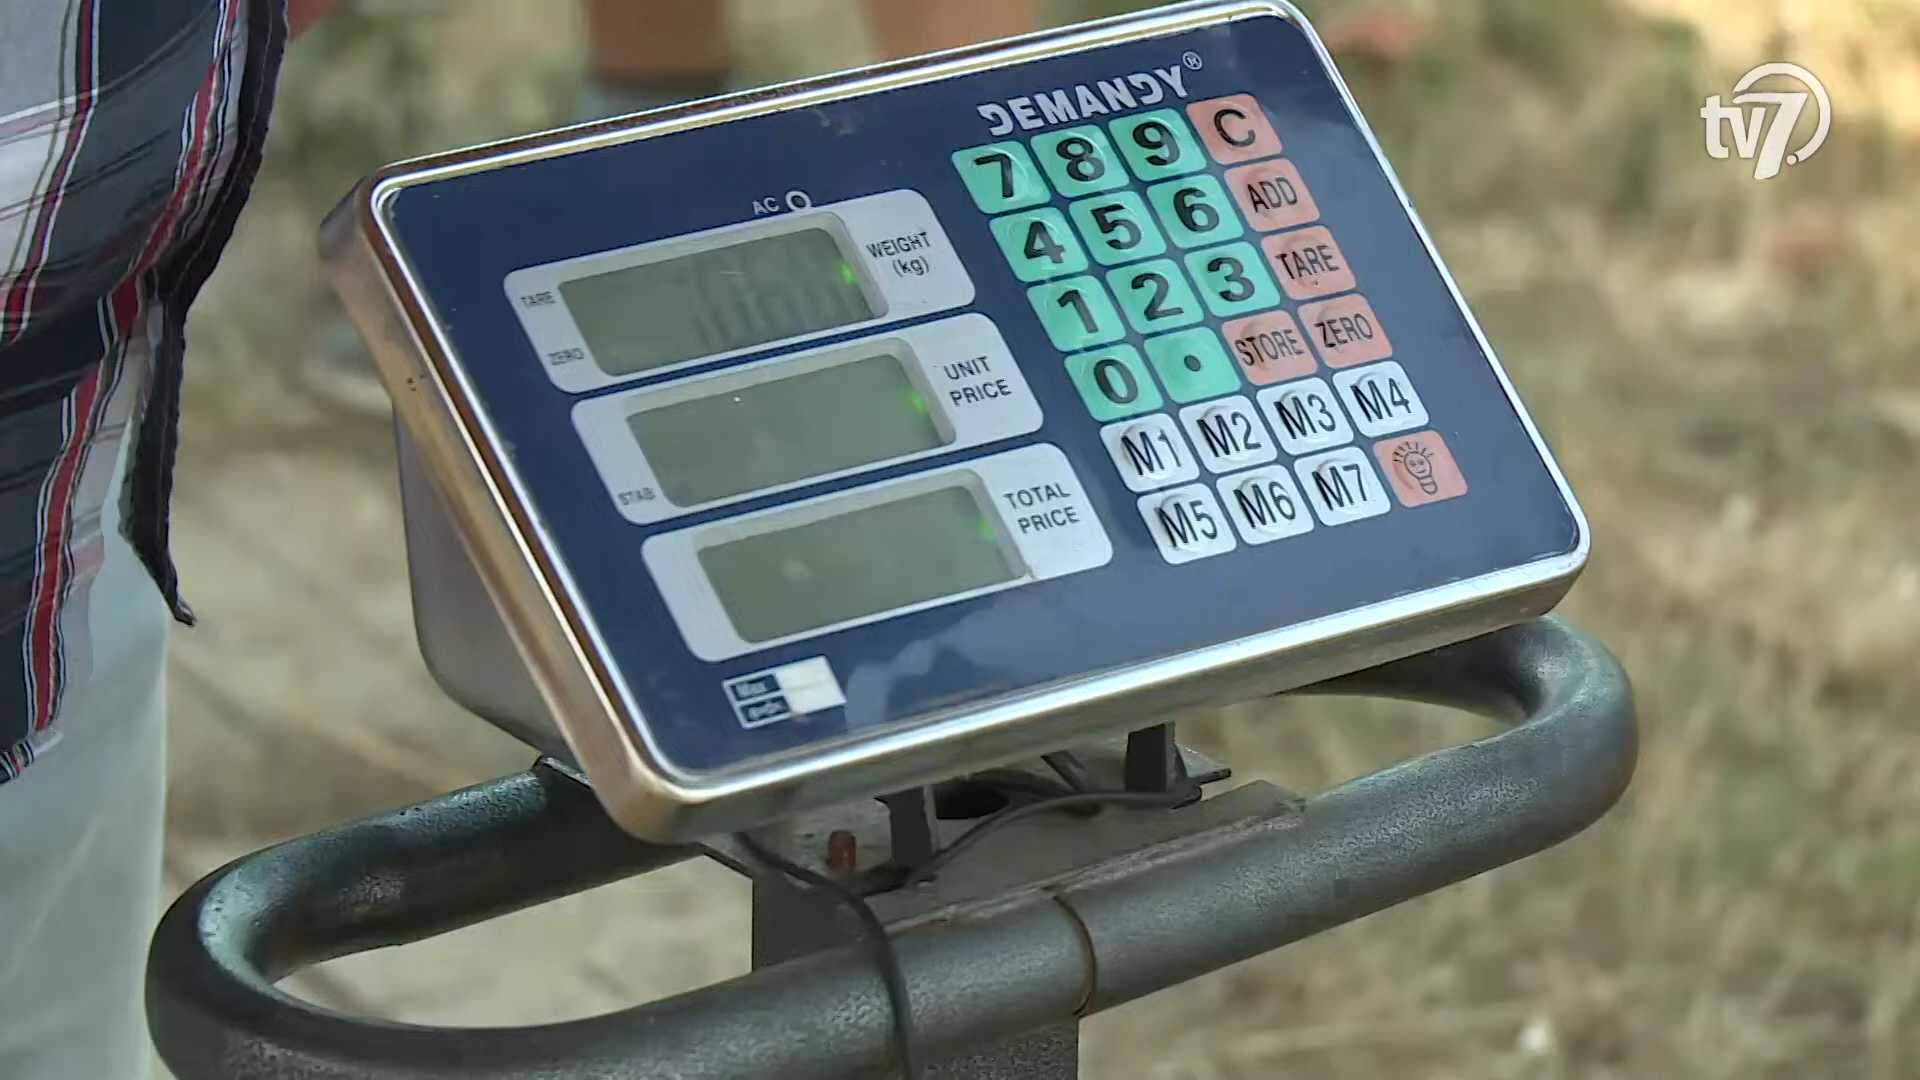 tv7
DEMANDY®
AC
TARE
ZERO
WEIGHT
(kg)
STAB
UNIT
PRICE
TOTAL
PRICE
7 8 9 C
4 5 6 ADD
1 2 3 TARE
0 . STORE ZERO
M1 M2 M3 M4
M5 M6 M7
Max